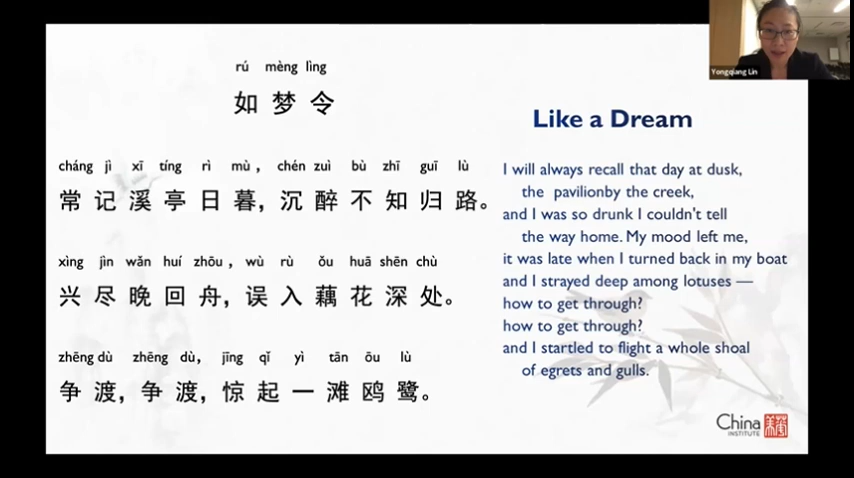 Yongqiang Lin
rú mèng lìng
如梦令
cháng jì xī tíng rì mù , chén zuì bù zhī guī lù
常记溪亭日暮，沉醉不知归路。
xìng jìn wǎn huí zhōu , wù rù ǒu huā shēn chù
兴尽晚回舟，误入藕花深处。
zhēng dù zhēng dù , jīng qǐ yì tān ōu lù
争渡，争渡，惊起一滩鸥鹭。
Like a Dream
I will always recall that day at dusk,
the pavilionby the creek,
and I was so drunk I couldn't tell
the way home. My mood left me,
it was late when I turned back in my boat
and I strayed deep among lotuses —
how to get through?
how to get through?
and I startled to flight a whole shoal
of egrets and gulls.
China
INSTITUTE